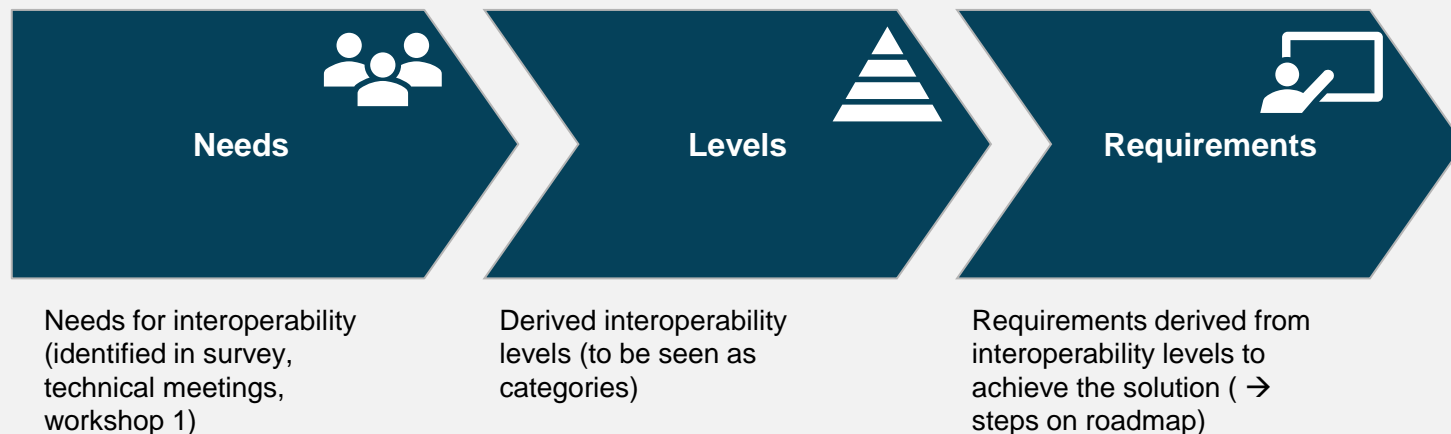 Needs
Levels
Requirements
Needs for interoperability
(identified in survey,
technical meetings,
workshop 1)
Derived interoperability
levels (to be seen as
categories)
Requirements derived from
interoperability levels to
achieve the solution ( →
steps on roadmap)